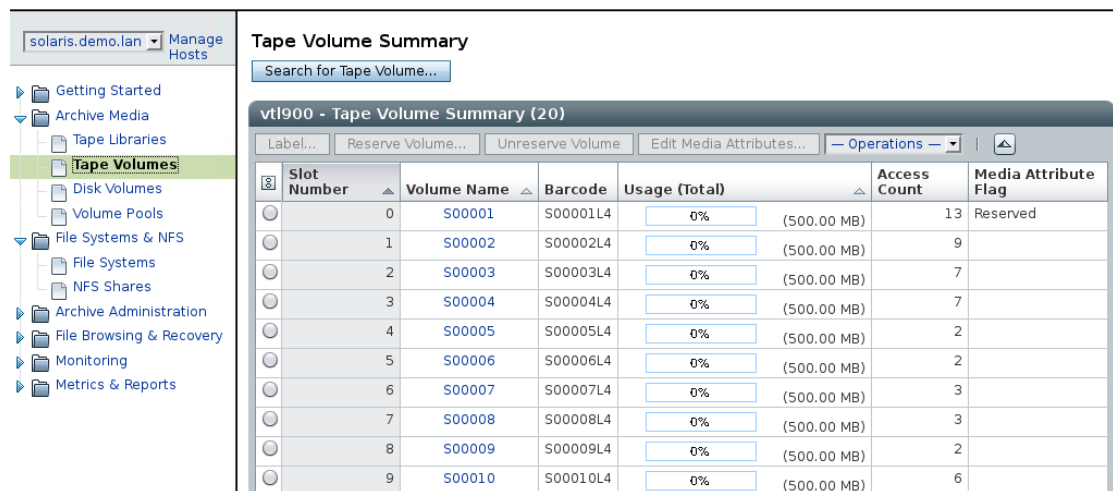 solaris.demo.lan Manage Hosts
Getting Started
Archive Media
Tape Libraries
Tape Volumes
Disk Volumes
Volume Pools
File Systems & NFS
File Systems
NFS Shares
Archive Administration
File Browsing & Recovery
Monitoring
Metrics & Reports
Tape Volume Summary
Search for Tape Volume...
vtl900 - Tape Volume Summary (20)
Label... Reserve Volume... Unreserve Volume Edit Media Attributes... — Operations —
Slot Number Volume Name Barcode Usage (Total) Access Count Media Attribute Flag
0 S00001 S00001L4 0% (500.00 MB) 13 Reserved
1 S00002 S00002L4 0% (500.00 MB) 9
2 S00003 S00003L4 0% (500.00 MB) 7
3 S00004 S00004L4 0% (500.00 MB) 7
4 S00005 S00005L4 0% (500.00 MB) 2
5 S00006 S00006L4 0% (500.00 MB) 2
6 S00007 S00007L4 0% (500.00 MB) 3
7 S00008 S00008L4 0% (500.00 MB) 3
8 S00009 S00009L4 0% (500.00 MB) 2
9 S00010 S00010L4 0% (500.00 MB) 6